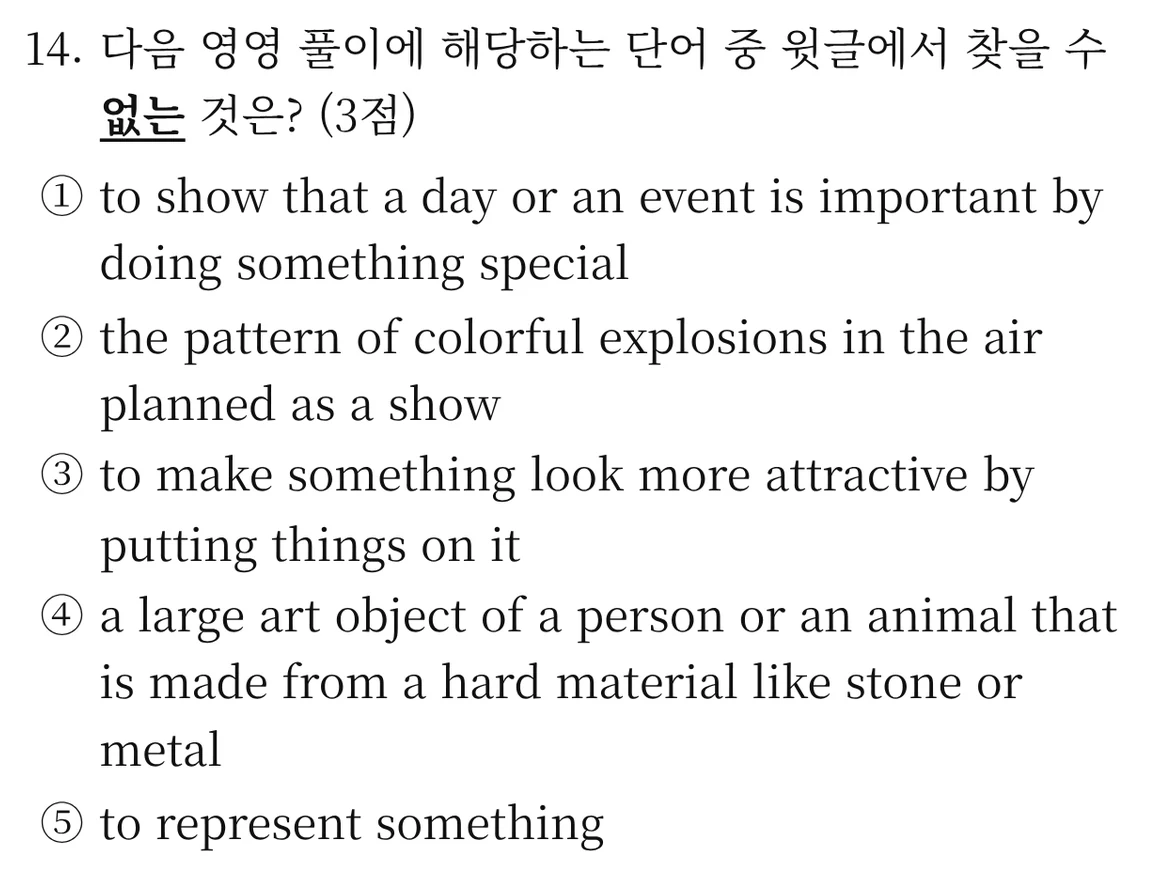 14. 다음 영영 풀이에 해당하는 단어 중 윗글에서 찾을 수
없는 것은? (3점)
① to show that a day or an event is important by
doing something special
② the pattern of colorful explosions in the air
planned as a show
③ to make something look more attractive by
putting things on it
④ a large art object of a person or an animal that
is made from a hard material like stone or
metal
⑤ to represent something